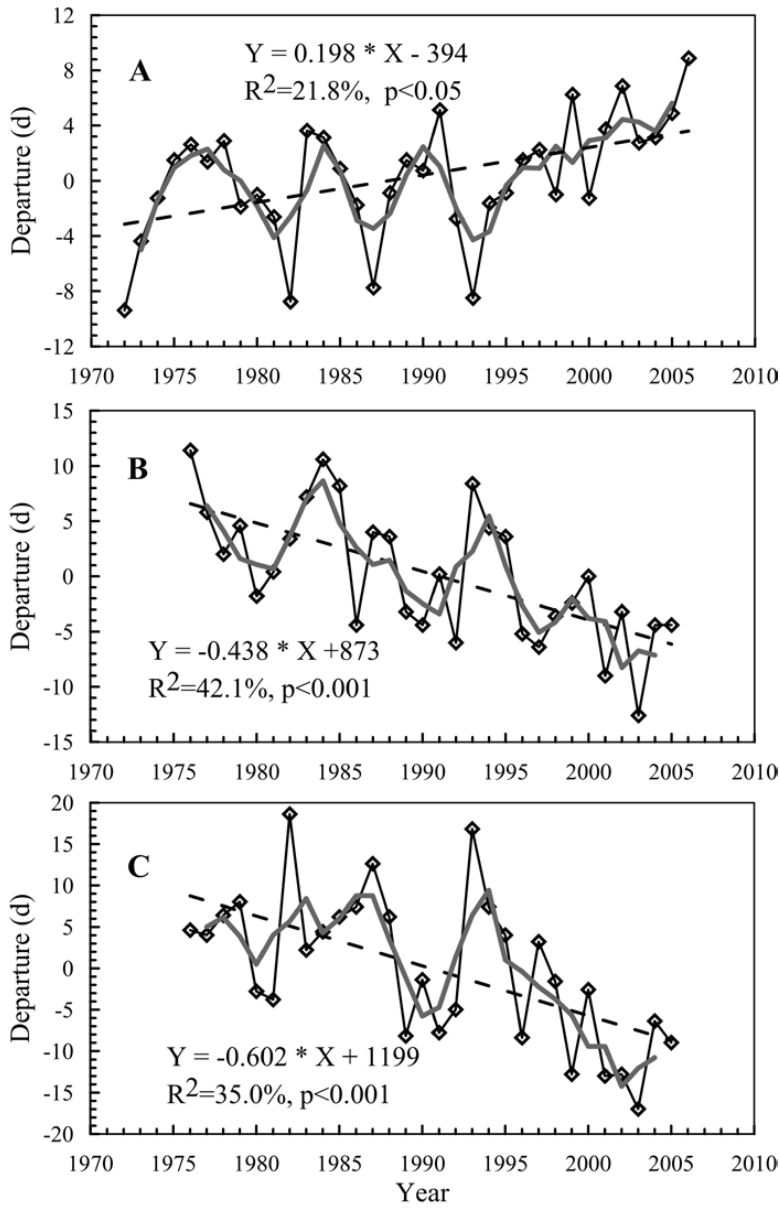 12
8
4
0
-4
-8
-12
Departure (d)
A
Y = 0.198 * X - 394
R²=21.8%, p<0.05
1970 1975 1980 1985 1990 1995 2000 2005 2010
15
10
5
0
-5
-10
-15
Departure (d)
B
Y = -0.438 * X +873
R²=42.1%, p<0.001
1970 1975 1980 1985 1990 1995 2000 2005 2010
20
15
10
5
0
-5
-10
-15
-20
Departure (d)
C
Y = -0.602 * X + 1199
R²=35.0%, p<0.001
1970 1975 1980 1985 1990 1995 2000 2005 2010
Year